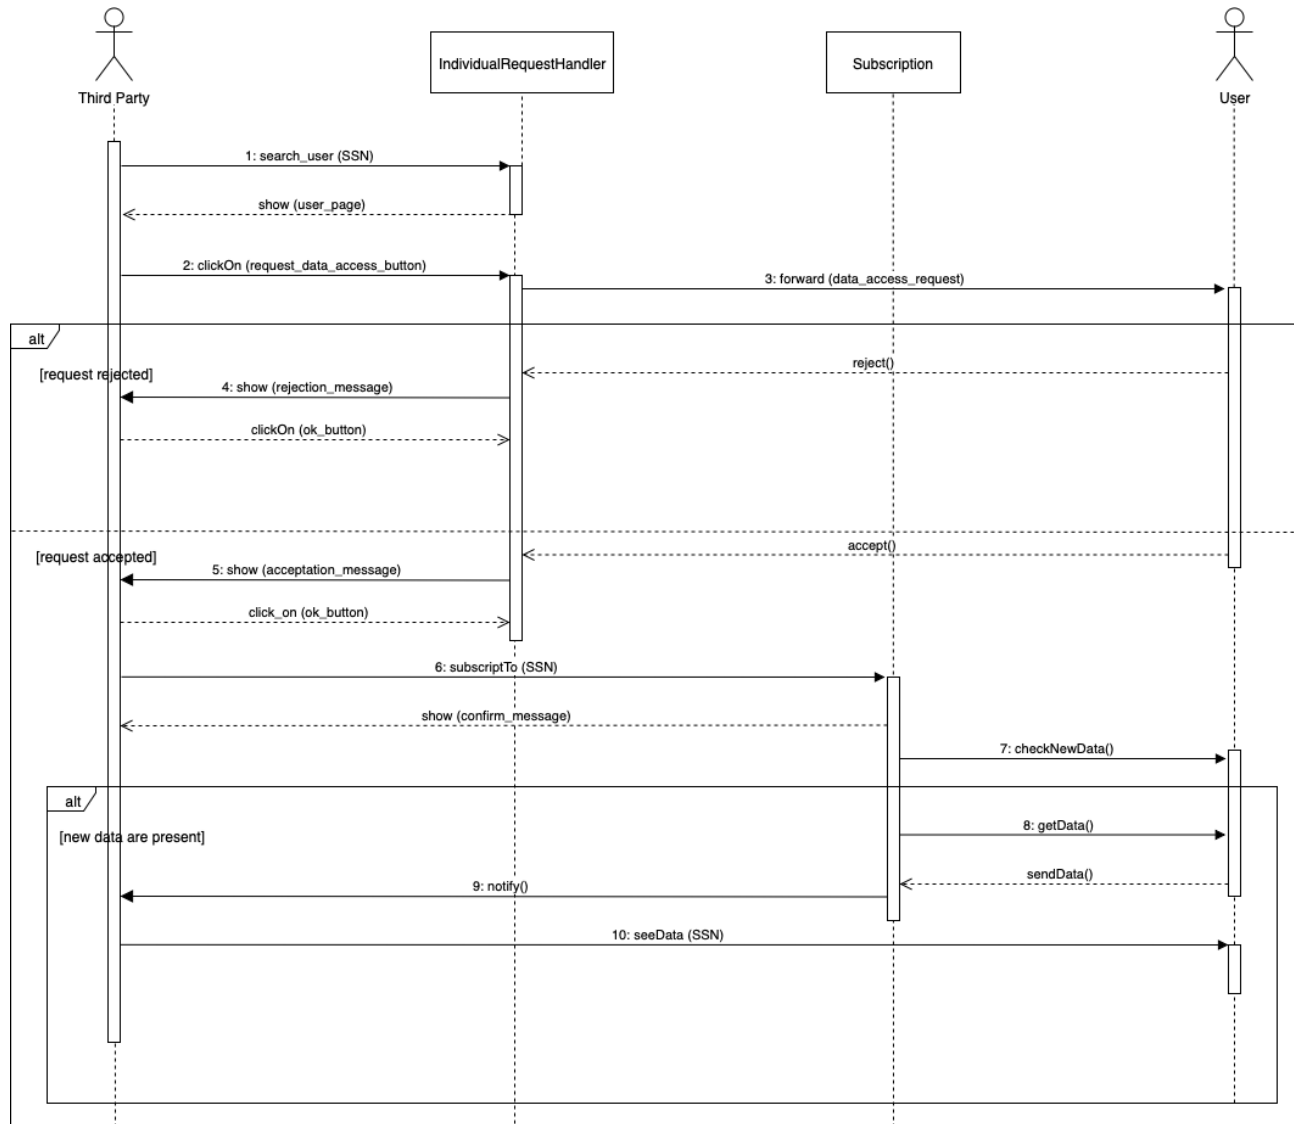 Third Party
IndividualRequestHandler
Subscription
User
1: search_user (SSN)
show (user_page)
2: clickOn (request_data_access_button)
3: forward (data_access_request)
alt
reject()
[request rejected]
4: show (rejection_message)
clickOn (ok_button)
accept()
[request accepted]
5: show (acceptation_message)
click_on (ok_button)
6: subscriptTo (SSN)
show (confirm_message)
7: checkNewData()
alt
[new data are present]
8: getData()
sendData()
9: notify()
10: seeData (SSN)